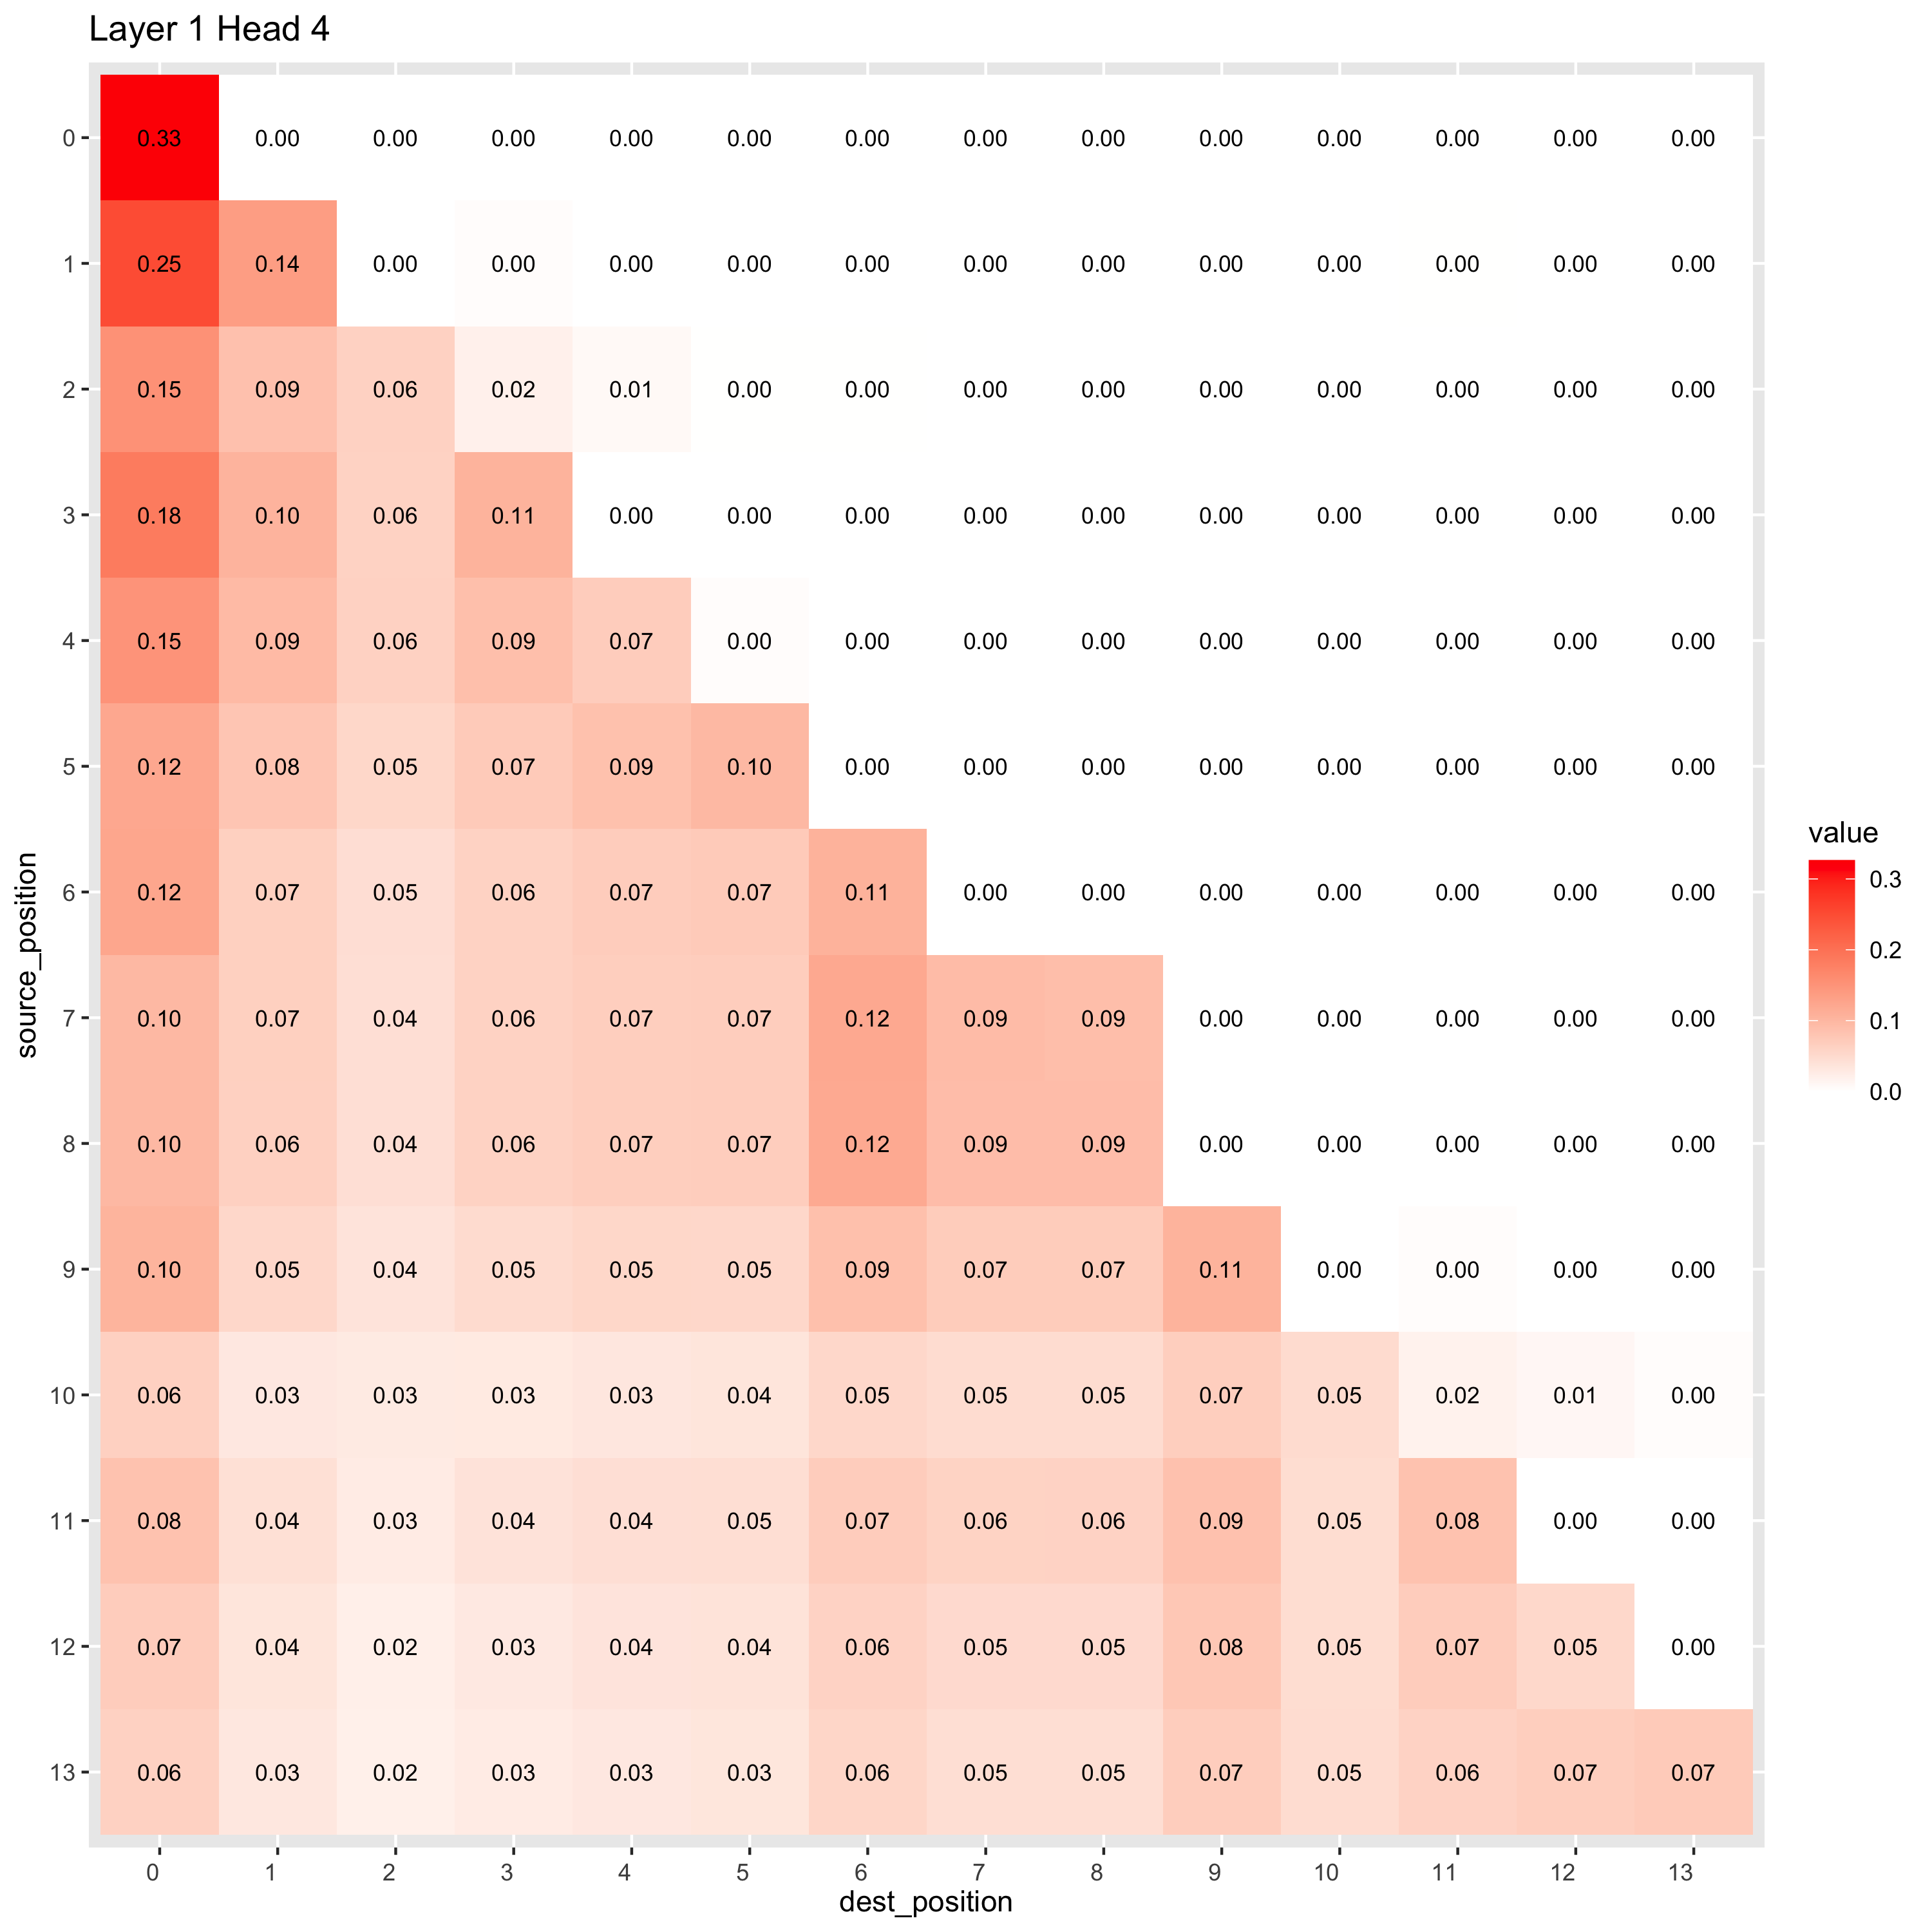 Layer 1 Head 4
0 0.33 0.00 0.00 0.00 0.00 0.00 0.00 0.00 0.00 0.00 0.00 0.00 0.00 0.00
1 0.25 0.14 0.00 0.00 0.00 0.00 0.00 0.00 0.00 0.00 0.00 0.00 0.00 0.00
2 0.15 0.09 0.06 0.02 0.01 0.00 0.00 0.00 0.00 0.00 0.00 0.00 0.00 0.00
3 0.18 0.10 0.06 0.11 0.00 0.00 0.00 0.00 0.00 0.00 0.00 0.00 0.00 0.00
4 0.15 0.09 0.06 0.09 0.07 0.00 0.00 0.00 0.00 0.00 0.00 0.00 0.00 0.00
5 0.12 0.08 0.05 0.07 0.09 0.10 0.00 0.00 0.00 0.00 0.00 0.00 0.00 0.00
6 0.12 0.07 0.05 0.06 0.07 0.07 0.11 0.00 0.00 0.00 0.00 0.00 0.00 0.00
7 0.10 0.07 0.04 0.06 0.07 0.07 0.12 0.09 0.09 0.00 0.00 0.00 0.00 0.00
8 0.10 0.06 0.04 0.06 0.07 0.07 0.12 0.09 0.09 0.00 0.00 0.00 0.00 0.00
9 0.10 0.05 0.04 0.05 0.05 0.05 0.09 0.07 0.07 0.11 0.00 0.00 0.00 0.00
10 0.06 0.03 0.03 0.03 0.03 0.04 0.05 0.05 0.05 0.07 0.05 0.02 0.01 0.00
11 0.08 0.04 0.03 0.04 0.04 0.05 0.07 0.06 0.06 0.09 0.05 0.08 0.00 0.00
12 0.07 0.04 0.02 0.03 0.04 0.04 0.06 0.05 0.05 0.08 0.05 0.07 0.05 0.00
13 0.06 0.03 0.02 0.03 0.03 0.03 0.06 0.05 0.05 0.07 0.05 0.06 0.07 0.07
0 1 2 3 4 5 6 7 8 9 10 11 12 13
dest_position
source_position
value
0.3
0.2
0.1
0.0